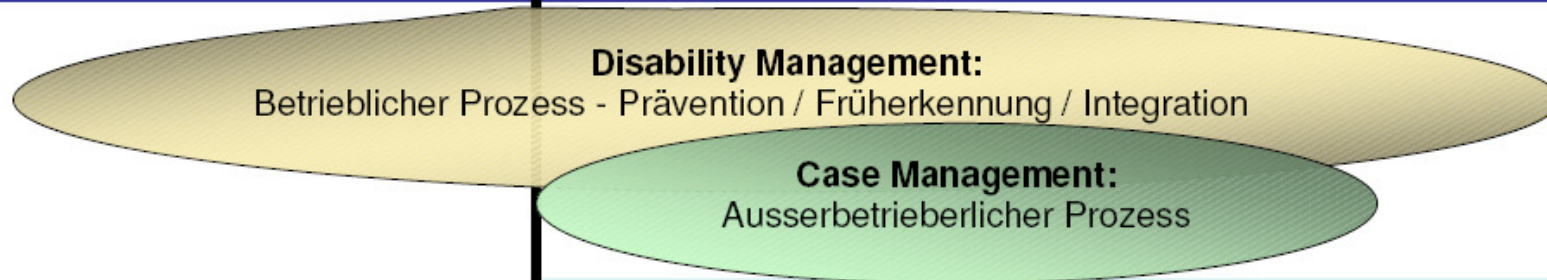 Disability Management:
Betrieblicher Prozess - Prävention / Früherkennung / Integration
Case Management:
Ausserbetrieberlicher Prozess